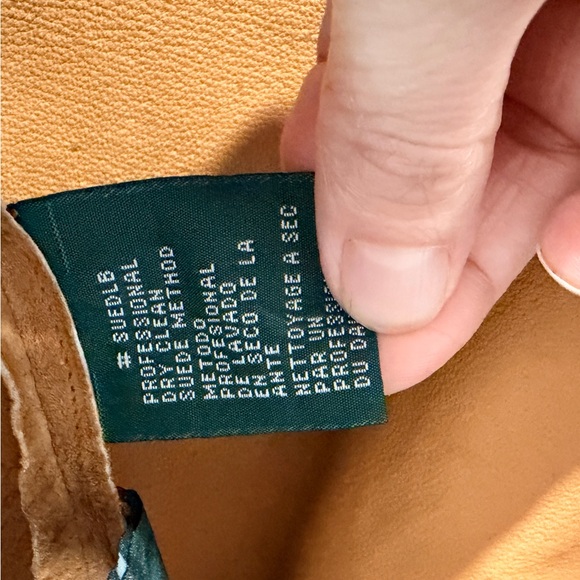 # SUEDLB
PROFESSIONAL
DRY CLEAN
SUEDE METHOD
METODO
PROFESIONAL
DE LAVADO
EN SECO DE LA
ANTE
NETTOYAGE A SEC
PAR UN
DU